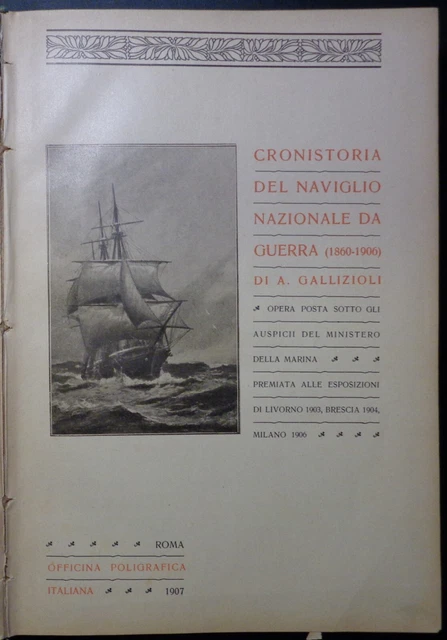 CRONISTORIA
DEL NAVIGLIO
NAZIONALE DA
GUERRA (1860-1906)
DI A. GALLIZIOLI
OPERA POSTA SOTTO GLI
AUSPICII DEL MINISTERO
DELLA MARINA
PREMIATA ALLE ESPOSIZIONI
DI LIVORNO 1903, BRESCIA 1904,
MILANO 1906
ROMA
OFFICINA POLIGRAFICA
ITALIANA 1907